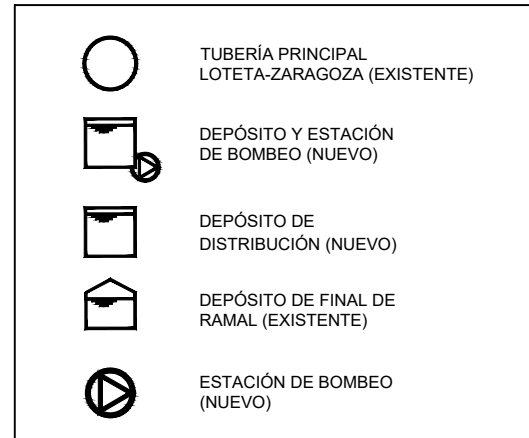 TUBERÍA PRINCIPAL
LOTETA-ZARAGOZA (EXISTENTE)
DEPÓSITO Y ESTACIÓN
DE BOMBEO (NUEVO)
DEPÓSITO DE
DISTRIBUCIÓN (NUEVO)
DEPÓSITO DE FINAL DE
RAMAL (EXISTENTE)
ESTACIÓN DE BOMBEO
(NUEVO)